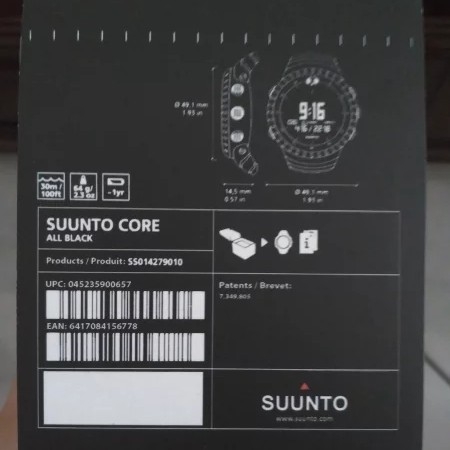 Ø 49,1 mm
1.93 in
9:16
14,5 mm
0.57 in
Ø 49,1 mm
1.93 in
30m /
100ft
64 g/
2.3 oz
~1yr
SUUNTO CORE
ALL BLACK
Products / Produit: SS014279010
UPC: 045235900657
EAN: 6417084156778
Patents / Brevet:
7,349,805
SUUNTO
www.suunto.com